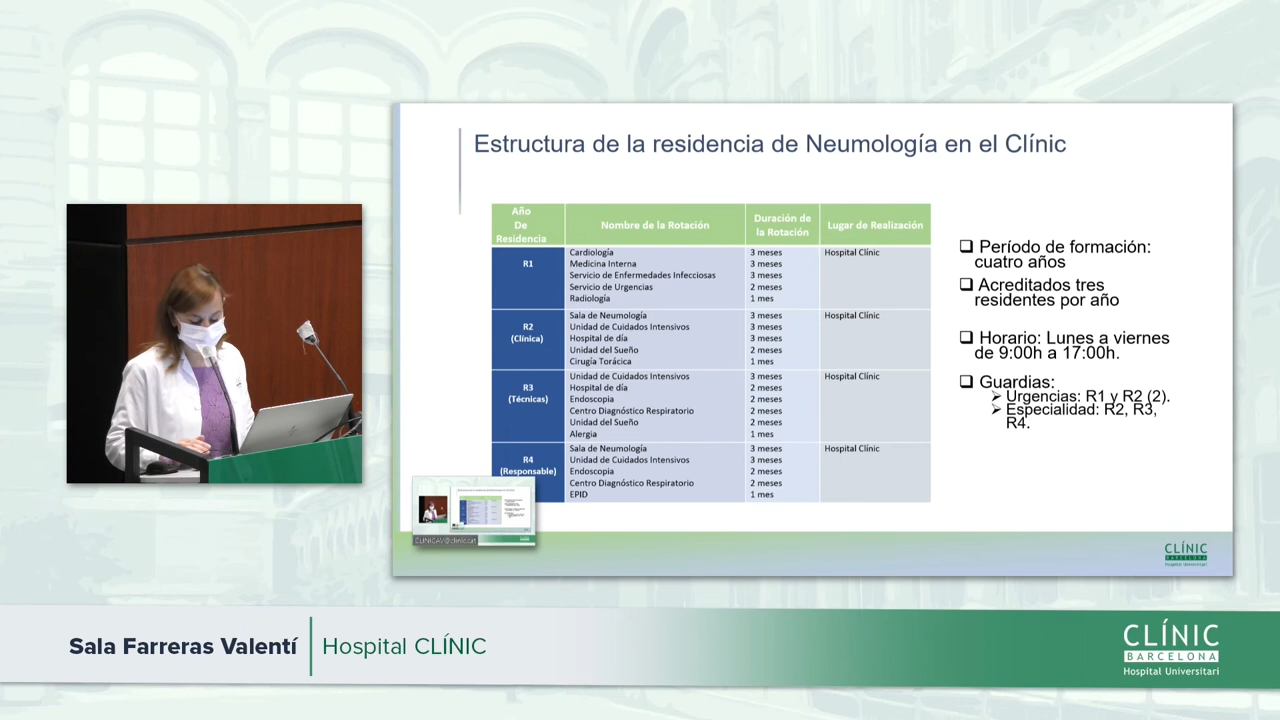 Estructura de la residencia de Neumología en el Clínic
Año
De
Residencia
Nombre de la Rotación
Duración de
la Rotación
Lugar de Realización
R1
Cardiología
Medicina Interna
Servicio de Enfermedades Infecciosas
Servicio de Urgencias
Radiología
3 meses
3 meses
3 meses
2 meses
1 mes
Hospital Clínic
R2
(Clínica)
Sala de Neumología
Unidad de Cuidados Intensivos
Hospital de día
Unidad del Sueño
Cirugía Torácica
3 meses
3 meses
3 meses
2 meses
1 mes
Hospital Clínic
R3
(Técnicas)
Unidad de Cuidados Intensivos
Hospital de día
Endoscopia
Centro Diagnóstico Respiratorio
Unidad del Sueño
Alergia
3 meses
2 meses
2 meses
2 meses
2 meses
1 mes
Hospital Clínic
R4
(Responsable)
Sala de Neumología
Unidad de Cuidados Intensivos
Endoscopia
Centro Diagnóstico Respiratorio
EPID
3 meses
3 meses
2 meses
2 meses
1 mes
Hospital Clínic
Período de formación:
cuatro años
Acreditados tres
residentes por año
Horario: Lunes a viernes
de 9:00h a 17:00h.
Guardias:
Urgencias: R1 y R2 (2).
Especialidad: R2, R3,
R4.
CLINICAV@clinic.cat
CLÍNIC
BARCELONA
Hospital Universitari
Sala Farreras Valentí
Hospital CLÍNIC
CLÍNIC
BARCELONA
Hospital Universitari